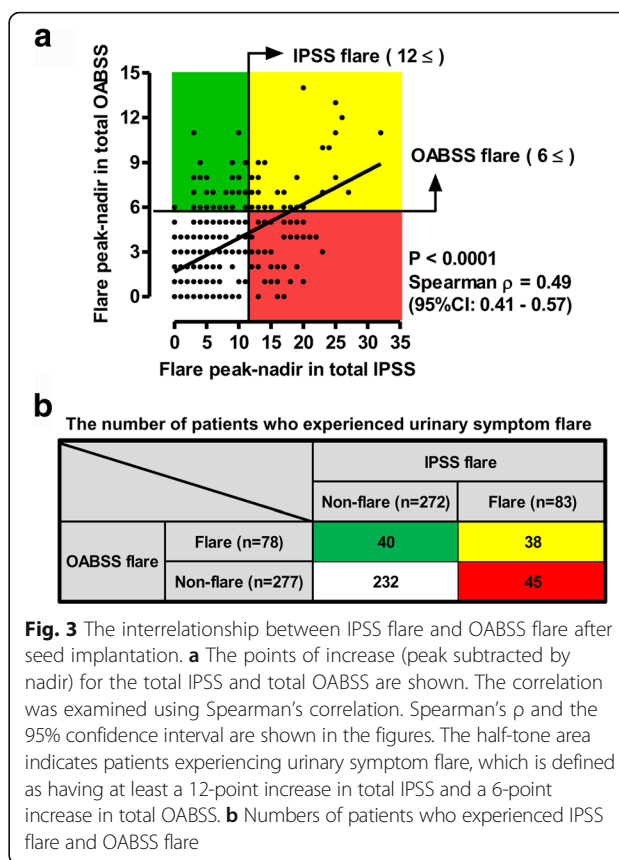 a
IPSS flare ( 12 ≤ )
Flare peak-nadir in total OABSS
15
12
9
6
3
0
OABSS flare ( 6 ≤ )
P < 0.0001
Spearman ρ = 0.49
(95%CI: 0.41 - 0.57)
0 5 10 15 20 25 30 35
Flare peak-nadir in total IPSS
b
The number of patients who experienced urinary symptom flare
IPSS flare
Non-flare (n=272) Flare (n=83)
OABSS flare
Flare (n=78) 40 38
Non-flare (n=277) 232 45
Fig. 3 The interrelationship between IPSS flare and OABSS flare after
seed implantation. a The points of increase (peak subtracted by
nadir) for the total IPSS and total OABSS are shown. The correlation
was examined using Spearman's correlation. Spearman's ρ and the
95% confidence interval are shown in the figures. The half-tone area
indicates patients experiencing urinary symptom flare, which is defined
as having at least a 12-point increase in total IPSS and a 6-point
increase in total OABSS. b Numbers of patients who experienced IPSS
flare and OABSS flare